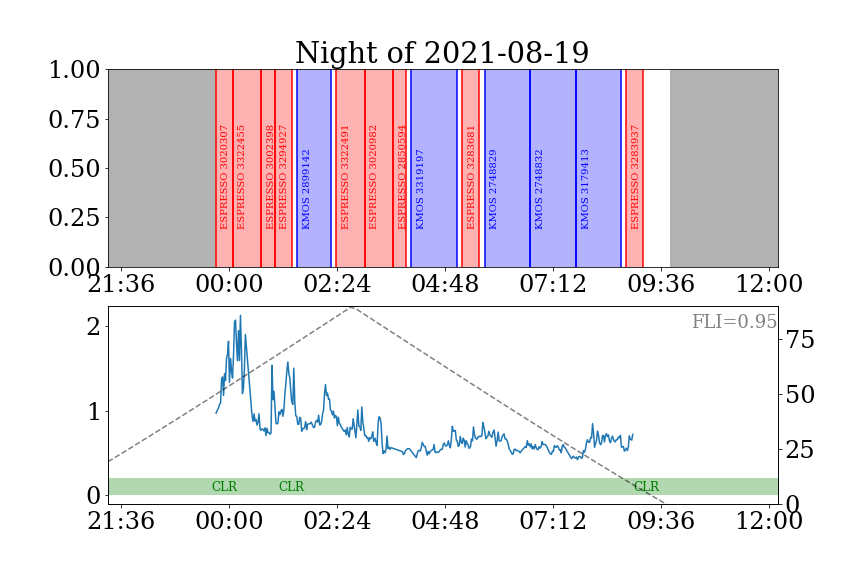 Night of 2021-08-19
1.00
0.75
0.50
0.25
0.00
ESPRESSO 3020307
ESPRESSO 3322455
ESPRESSO 3002398
ESPRESSO 3294927
KMOS 2899142
ESPRESSO 3322491
ESPRESSO 3020982
ESPRESSO 2850594
KMOS 3319197
ESPRESSO 3283681
KMOS 2748829
KMOS 2748832
KMOS 3179413
ESPRESSO 3283937
21:36 00:00 02:24 04:48 07:12 09:36 12:00
FLI=0.95
2
1
0
75
50
25
0
CLR CLR CLR
21:36 00:00 02:24 04:48 07:12 09:36 12:00